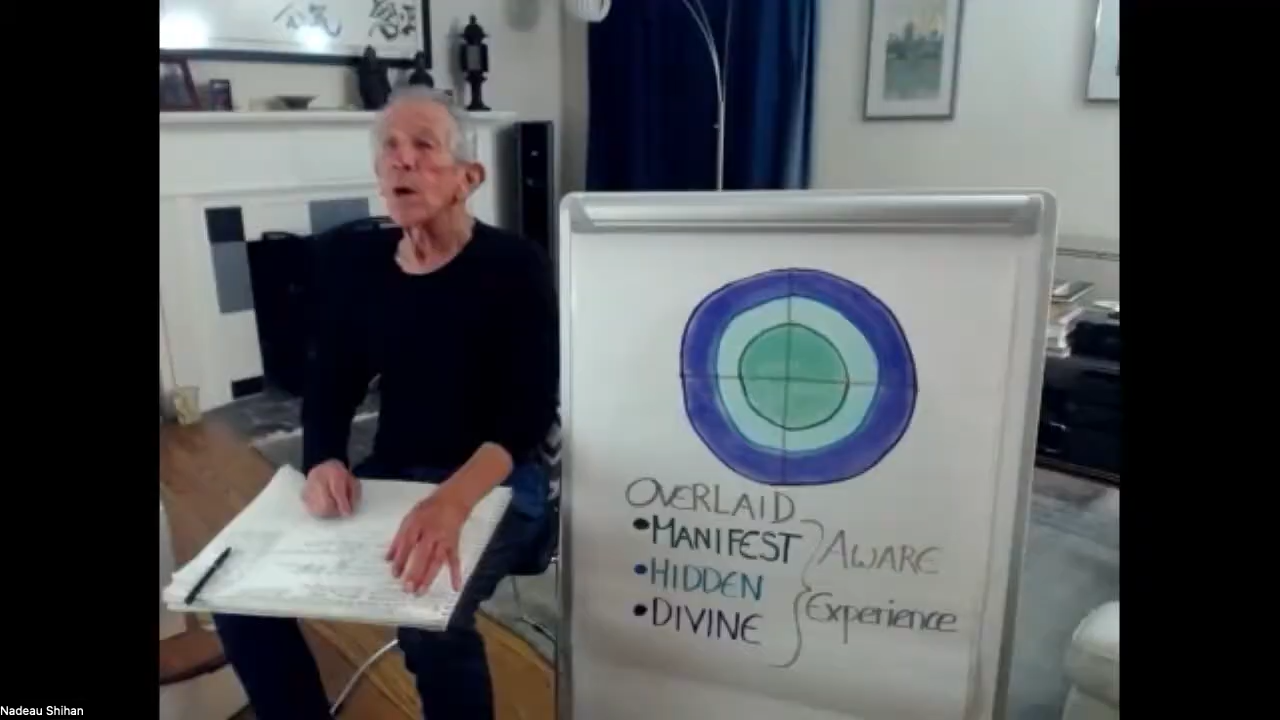 OVERLAID
•MANIFEST
•HIDDEN
•DIVINE
AWARE
Experience
Nadeau Shihan